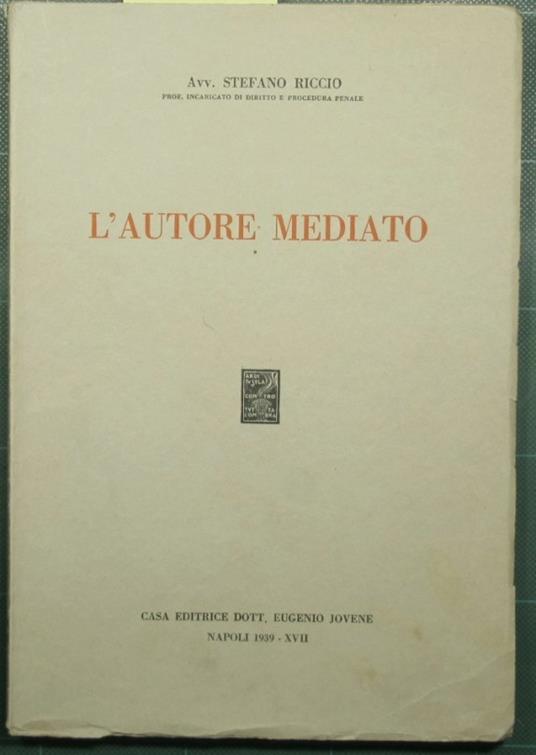 Avv. STEFANO RICCIO
PROF. INCARICATO DI DIRITTO E PROCEDURA PENALE
L'AUTORE MEDIATO
CONTRO
CASA EDITRICE DOTT. EUGENIO JOVENE
NAPOLI 1939 - XVII